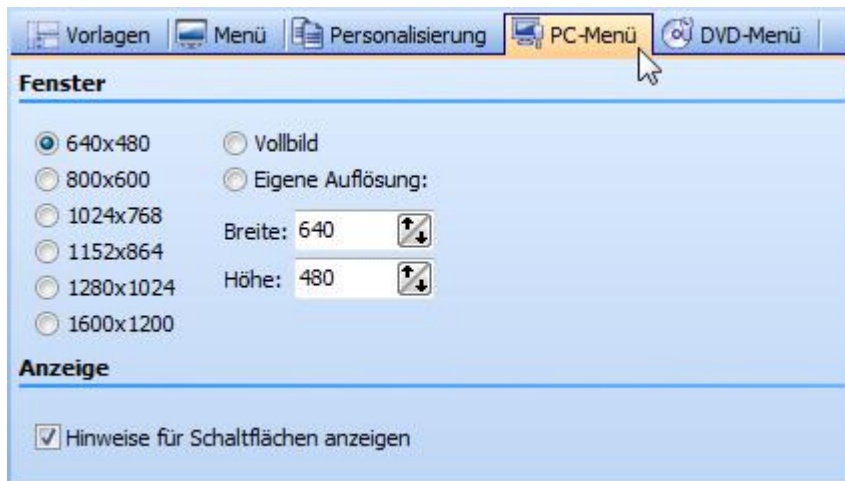 Vorlagen Menü Personalisierung PC-Menü DVD-Menü
Fenster
640x480 Vollbild
800x600 Eigene Auflösung:
1024x768
Breite: 640
1152x864
Höhe: 480
1280x1024
1600x1200
Anzeige
Hinweise für Schaltflächen anzeigen